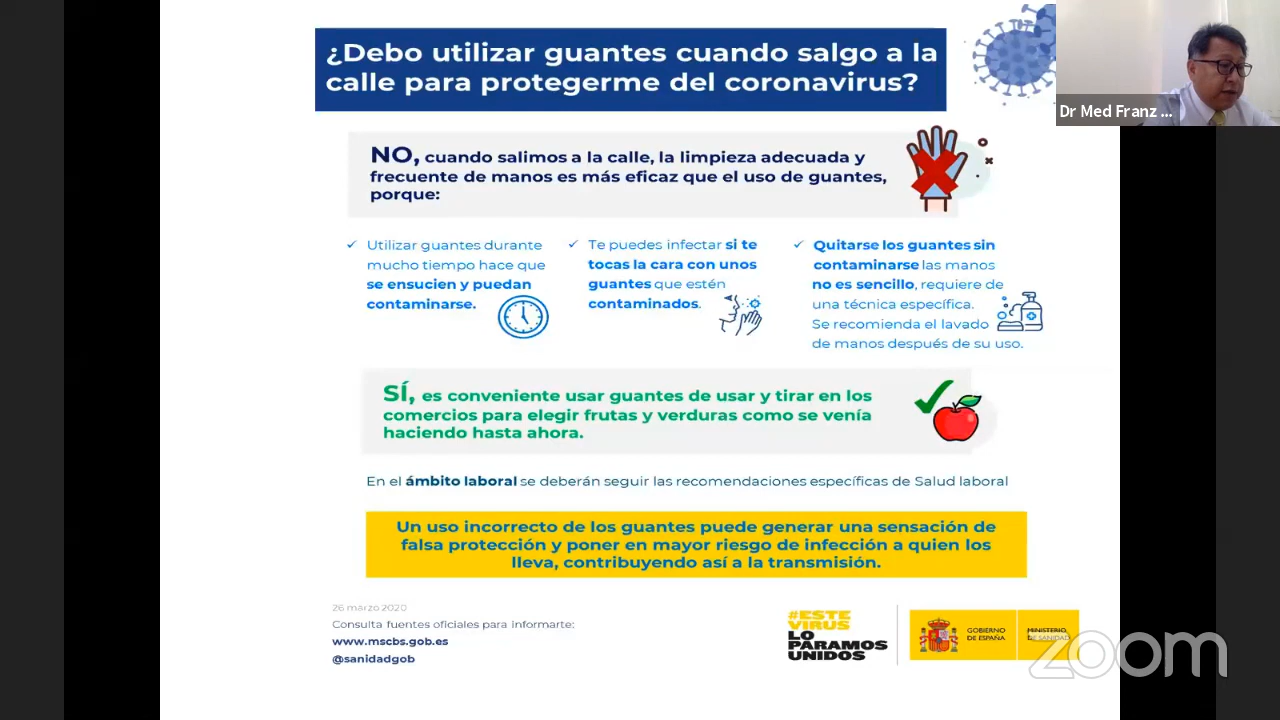 ¿Debo utilizar guantes cuando salgo a la
calle para protegerme del coronavirus?
Dr Med Franz ...
NO, cuando salimos a la calle, la limpieza adecuada y
frecuente de manos es más eficaz que el uso de guantes,
porque:
✓ Utilizar guantes durante
mucho tiempo hace que
se ensucien y puedan
contaminarse.
✓ Te puedes infectar si te
tocas la cara con unos
guantes que estén
contaminados.
✓ Quitarse los guantes sin
contaminarse las manos
no es sencillo, requiere de
una técnica específica.
Se recomienda el lavado
de manos después de su uso.
SÍ, es conveniente usar guantes de usar y tirar en los
comercios para elegir frutas y verduras como se venía
haciendo hasta ahora.
En el ámbito laboral se deberán seguir las recomendaciones específicas de Salud laboral
Un uso incorrecto de los guantes puede generar una sensación de
falsa protección y poner en mayor riesgo de infección a quien los
lleva, contribuyendo así a la transmisión.
26 marzo 2020
Consulta fuentes oficiales para informarte:
www.mscbs.gob.es
@sanidadgob
#ESTE
VIRUS
LO
PARAMOS
UNIDOS
GOBIERNO
DE ESPAÑA
MINISTERIO
DE SANIDAD
zoom